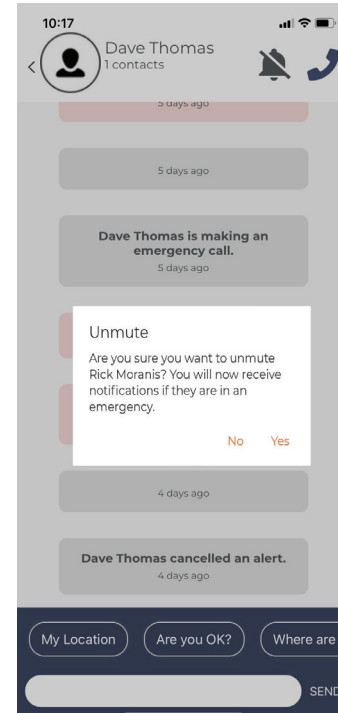 10:17
Dave Thomas
1 contacts
5 days ago
5 days ago
Dave Thomas is making an
emergency call.
5 days ago
Unmute
Are you sure you want to unmute
Rick Moranis? You will now receive
notifications if they are in an
emergency.
No Yes
4 days ago
Dave Thomas cancelled an alert.
4 days ago
My Location Are you OK? Where are
SEND